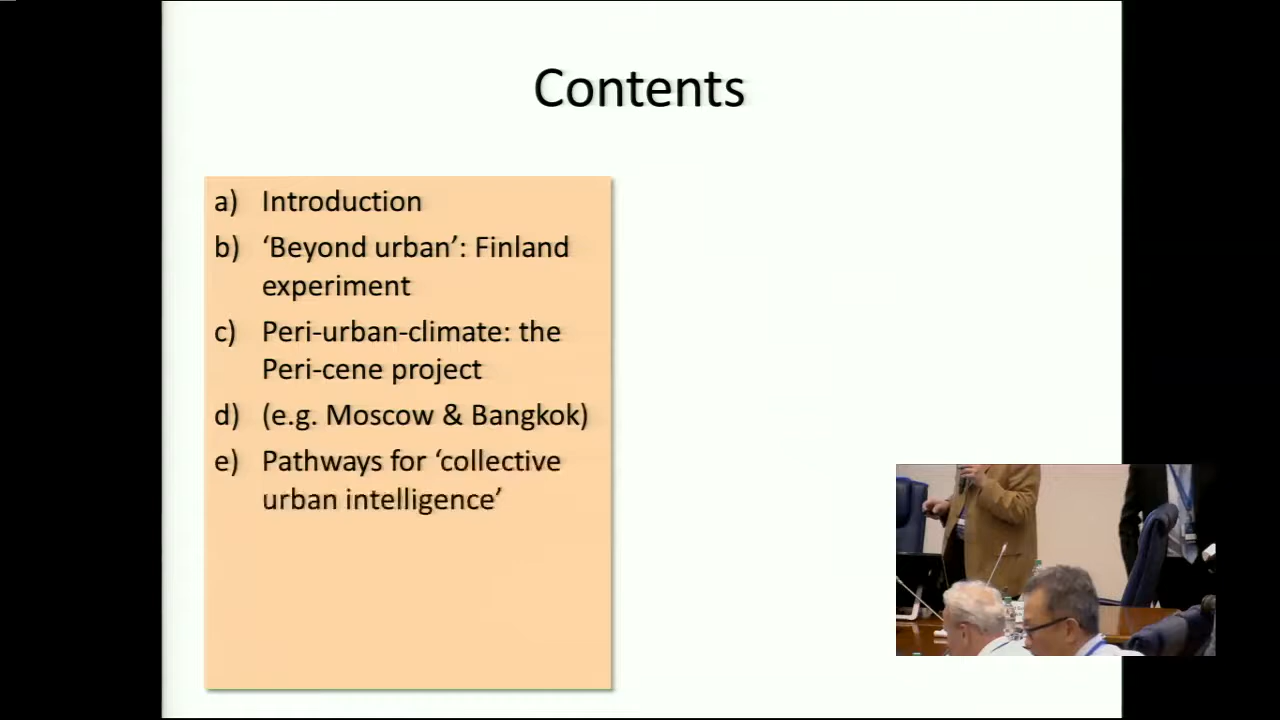 Contents
a) Introduction
b) ‘Beyond urban’: Finland
experiment
c) Peri-urban-climate: the
Peri-cene project
d) (e.g. Moscow & Bangkok)
e) Pathways for ‘collective
urban intelligence’